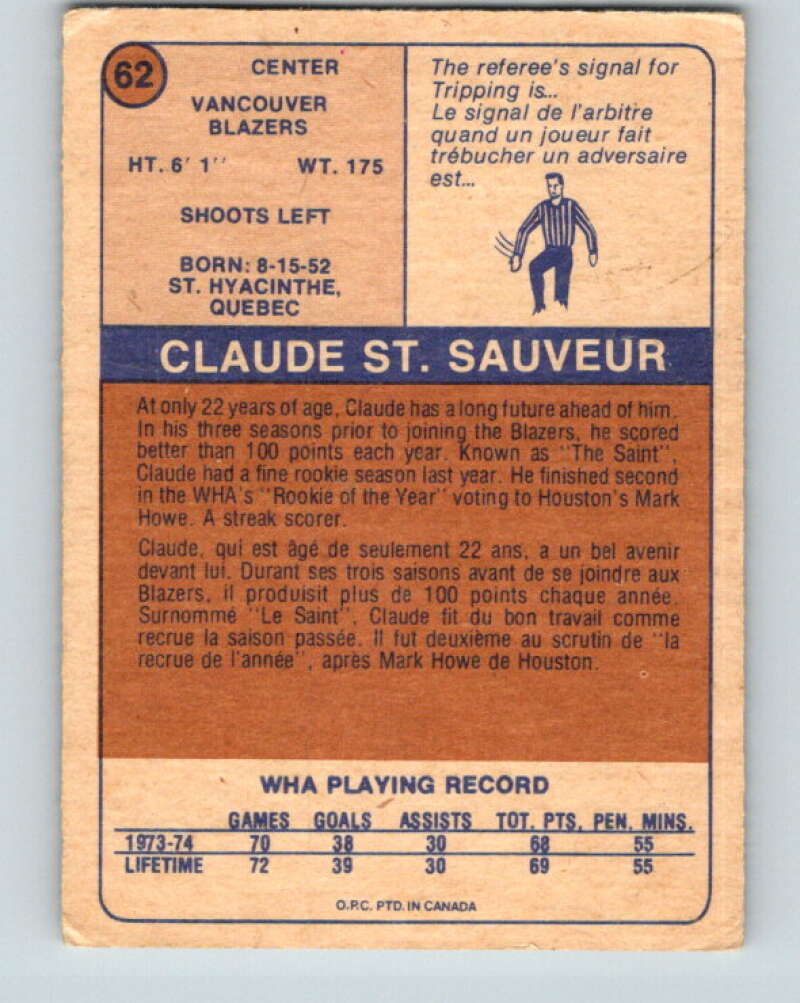 62
CENTER
VANCOUVER
BLAZERS
HT. 6' 1'' WT. 175
SHOOTS LEFT
BORN: 8-15-52
ST. HYACINTHE,
QUEBEC
The referee's signal for
Tripping is...
Le signal de l'arbitre
quand un joueur fait
trébucher un adversaire
est...
CLAUDE ST. SAUVEUR
At only 22 years of age, Claude has a long future ahead of him.
In his three seasons prior to joining the Blazers, he scored
better than 100 points each year. Known as "The Saint",
Claude had a fine rookie season last year. He finished second
in the WHA's "Rookie of the Year" voting to Houston's Mark
Howe. A streak scorer.
Claude, qui est âgé de seulement 22 ans, a un bel avenir
devant lui. Durant ses trois saisons avant de se joindre aux
Blazers, il produisit plus de 100 points chaque année.
Surnommé "Le Saint", Claude fit du bon travail comme
recrue la saison passée. Il fut deuxième au scrutin de "la
recrue de l'année", après Mark Howe de Houston.
WHA PLAYING RECORD
GAMES GOALS ASSISTS TOT. PTS. PEN. MINS.
1973-74 70 38 30 68 55
LIFETIME 72 39 30 69 55
O.P.C. PTD. IN CANADA